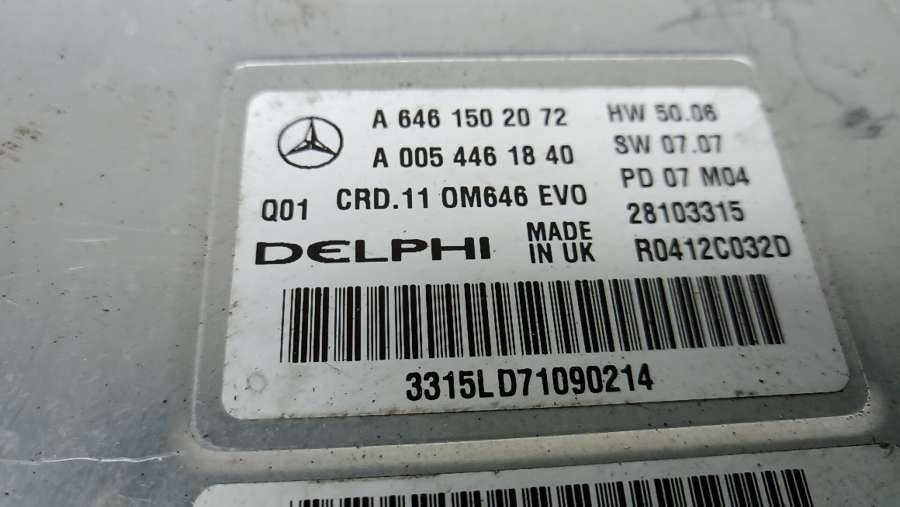 A 646 150 20 72 HW 50.06
A 005 446 18 40 SW 07.07
Q01 CRD.11 OM646 EVO PD 07 M04
28103315
DELPHI MADE IN UK R0412C032D
3315LD71090214